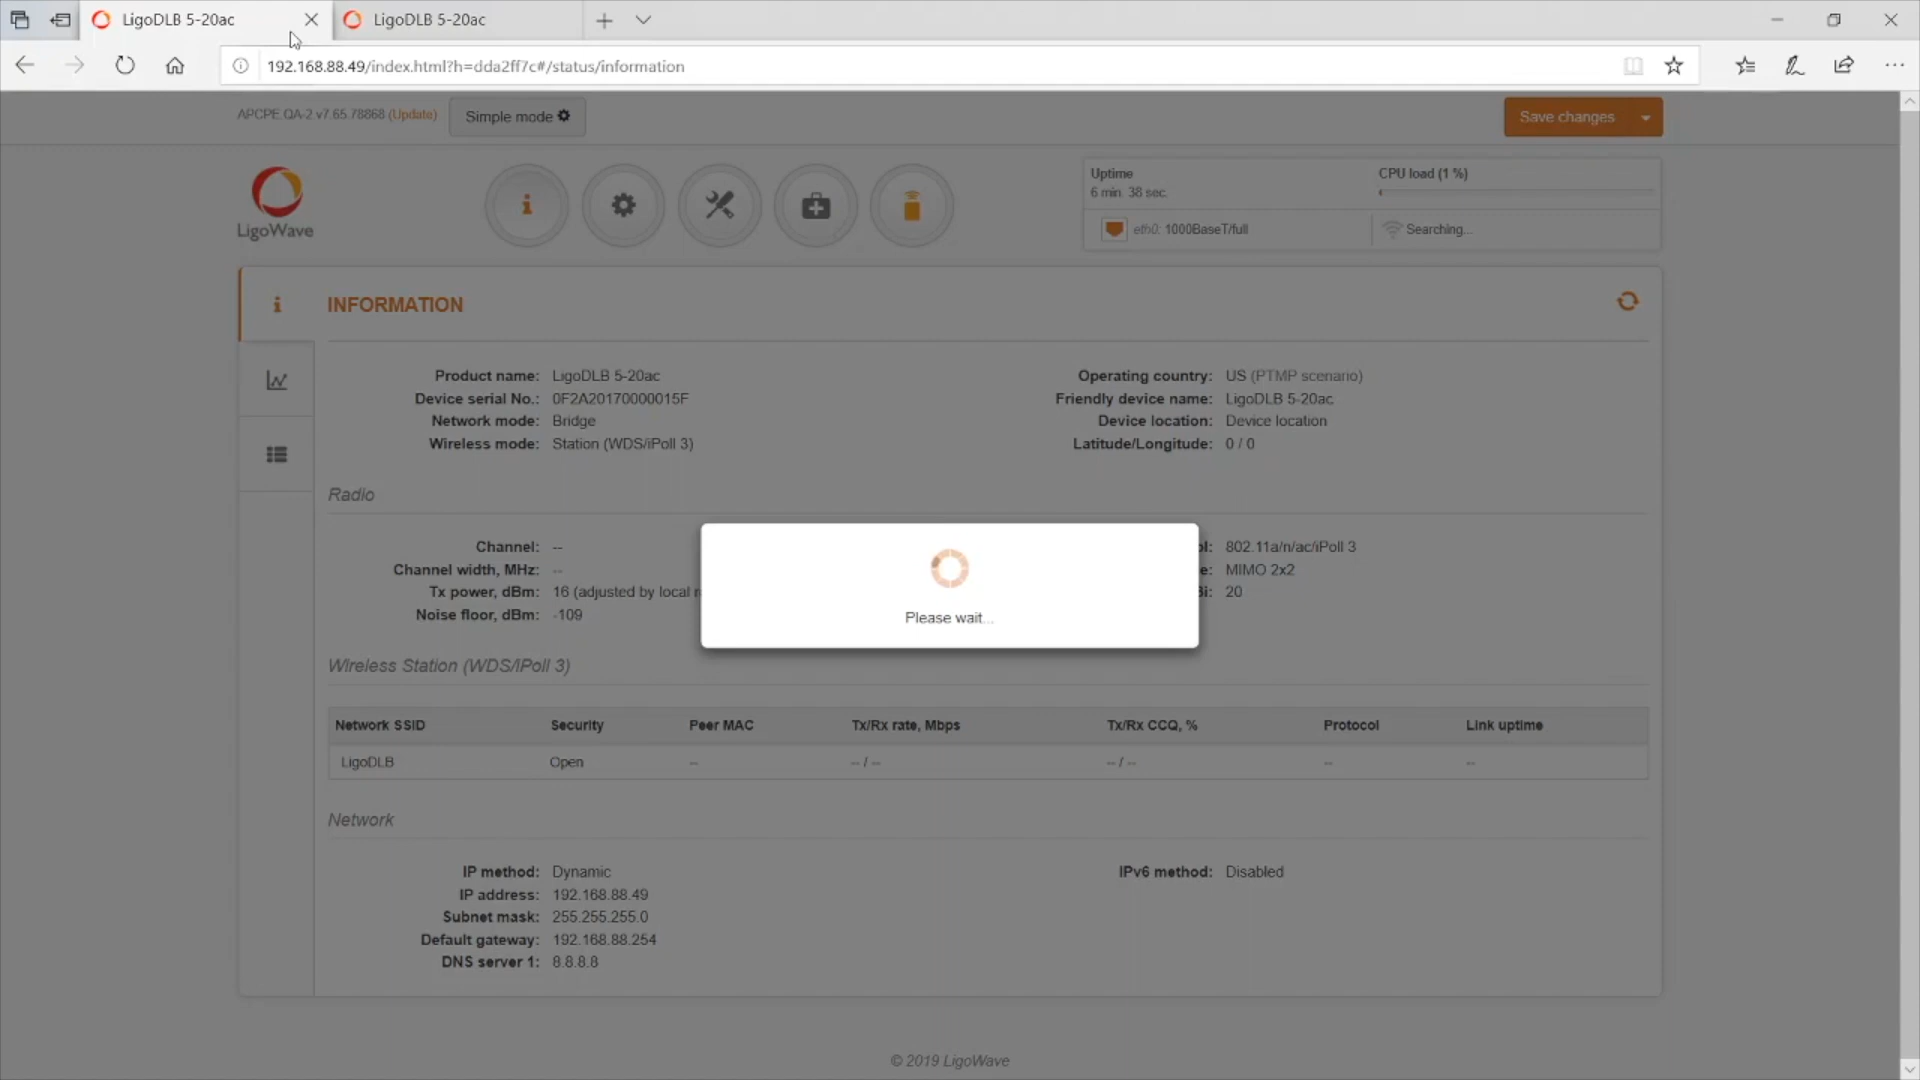 LigoDLB 5-20ac
LigoDLB 5-20ac
192.168.88.49/index.html?h=dda2ff7c#/status/information
APCPE.QA-2 v7.65.78868 (Update)
Simple mode
Save changes
LigoWave
Uptime
6 min. 38 sec.
CPU load (1 %)
eth0: 1000BaseT/full
Searching...
INFORMATION
Product name: LigoDLB 5-20ac
Operating country: US (PTMP scenario)
Device serial No.: 0F2A20170000015F
Friendly device name: LigoDLB 5-20ac
Network mode: Bridge
Device location: Device location
Wireless mode: Station (WDS/iPoll 3)
Latitude/Longitude: 0 / 0
Radio
Channel: --
ol: 802.11a/n/ac/iPoll 3
Channel width, MHz: --
e: MIMO 2x2
Tx power, dBm: 16 (adjusted by local r
Bi: 20
Noise floor, dBm: -109
Please wait...
Wireless Station (WDS/iPoll 3)
Network SSID Security Peer MAC Tx/Rx rate, Mbps Tx/Rx CCQ, % Protocol Link uptime
LigoDLB Open -- -- / -- -- / -- -- --
Network
IP method: Dynamic
IPv6 method: Disabled
IP address: 192.168.88.49
Subnet mask: 255.255.255.0
Default gateway: 192.168.88.254
DNS server 1: 8.8.8.8
© 2019 LigoWave